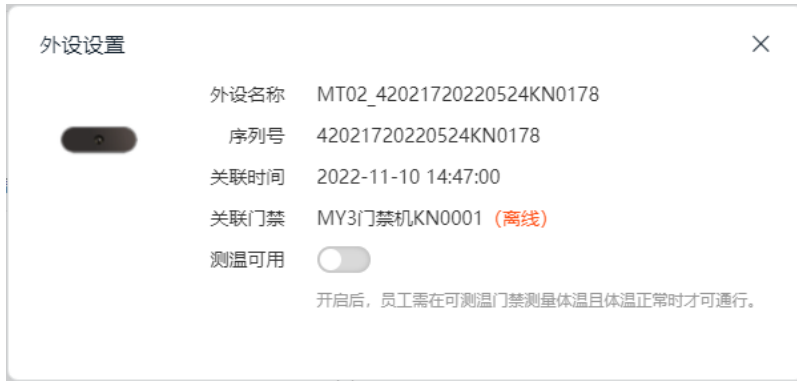 外设设置
外设名称 MT02_42021720220524KN0178
序列号 42021720220524KN0178
关联时间 2022-11-10 14:47:00
关联门禁 MY3门禁机KN0001（离线）
测温可用
开启后，员工需在可测温门禁测量体温且体温正常时才可通行。